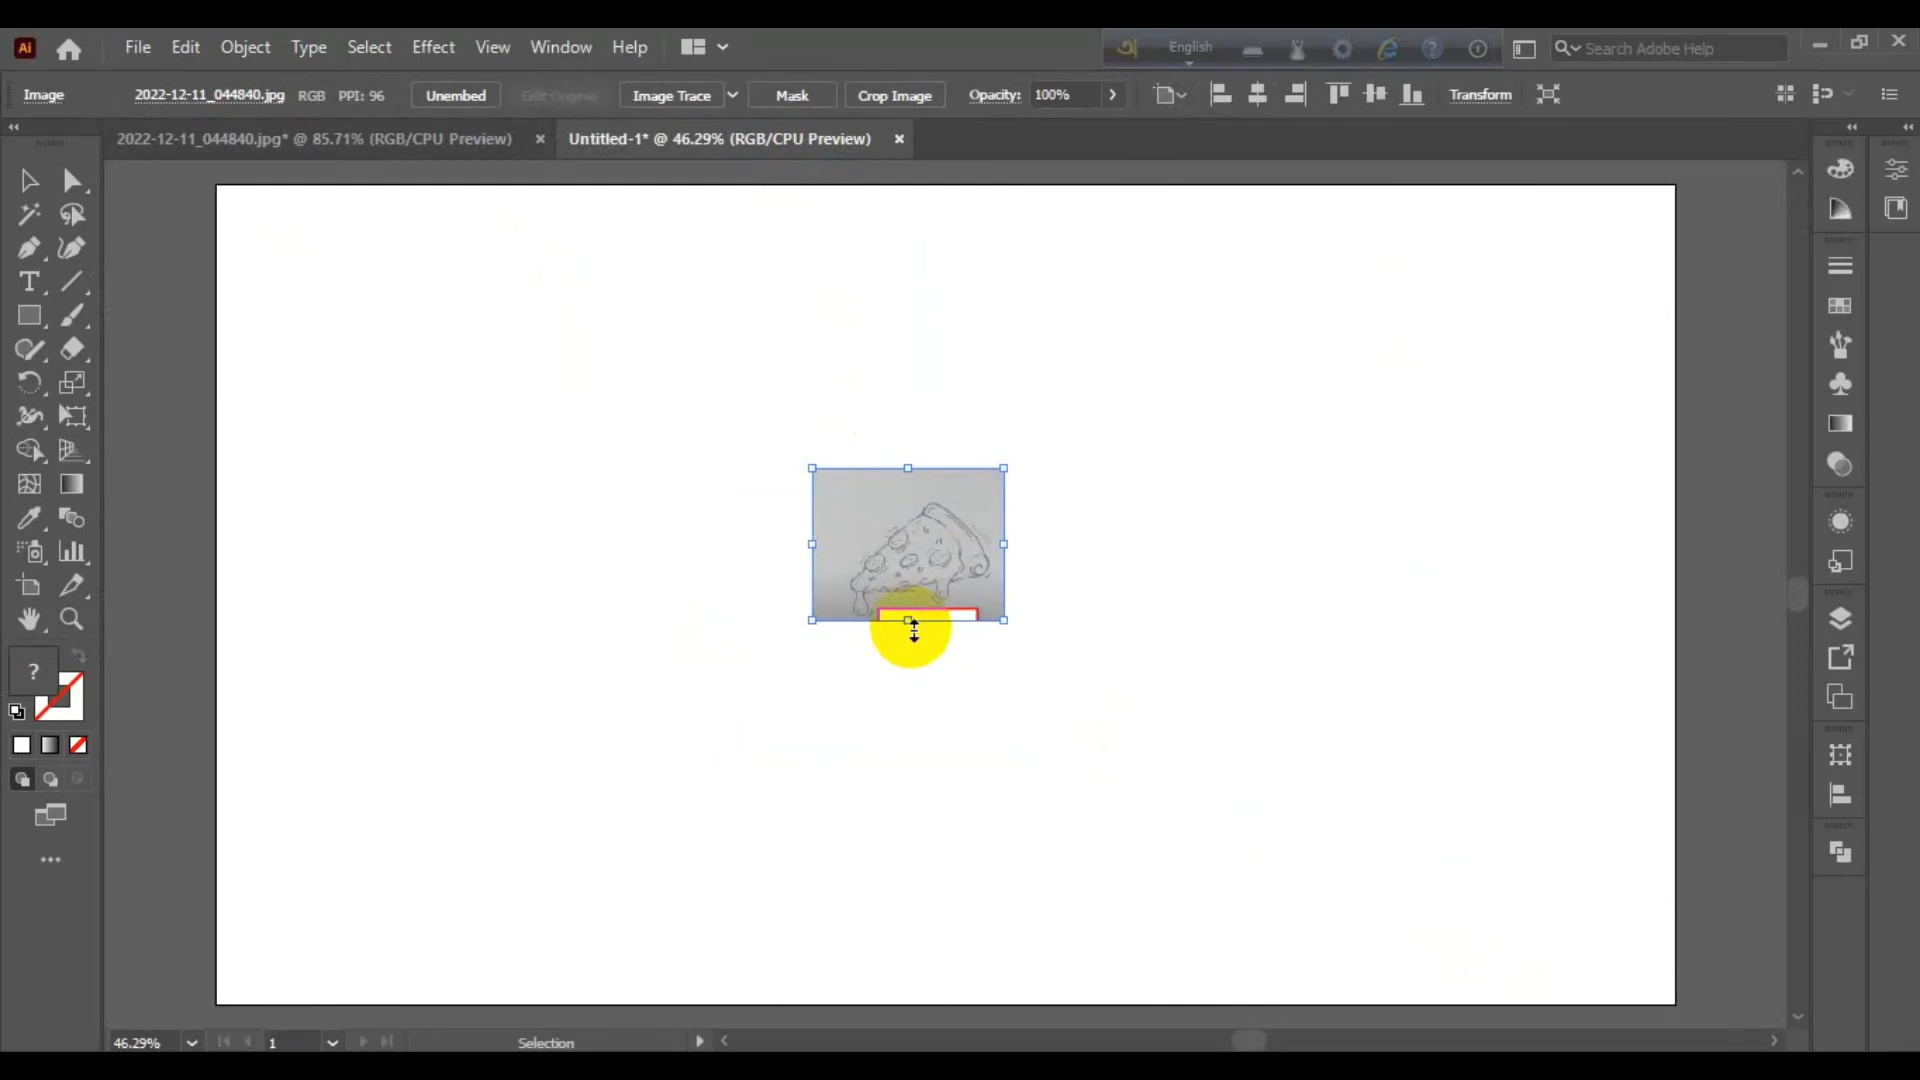 Ai File Edit Object Type Select Effect View Window Help অ English Search Adobe Help
Image 2022-12-11_044840.jpg RGB PPI: 96 Unembed Edit Original Image Trace Mask Crop Image Opacity: 100% Transform
2022-12-11_044840.jpg* @ 85.71% (RGB/CPU Preview) × Untitled-1* @ 46.29% (RGB/CPU Preview) ×
?
46.29% 1 Selection